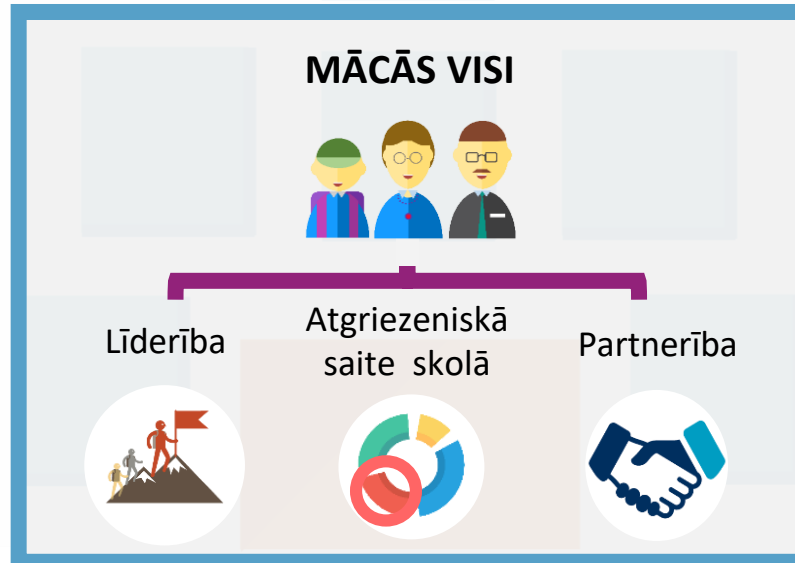 MĀCĀS VISI
Līderība
Atgriezeniskā
saite skolā
Partnerība